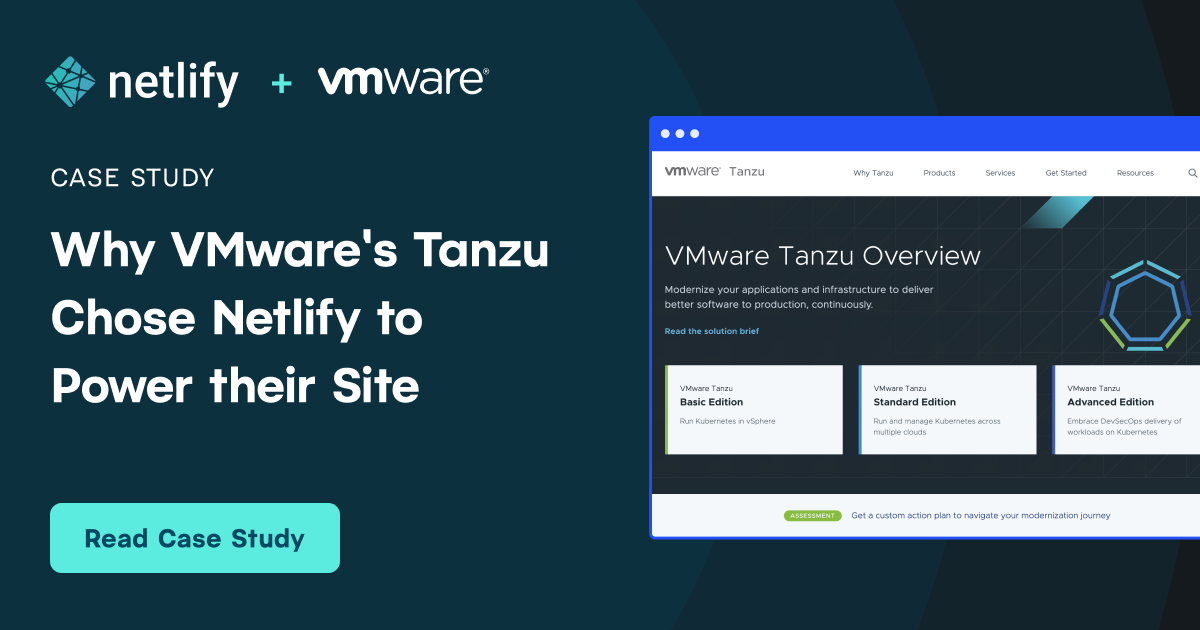 netlify + vmware®
CASE STUDY
Why VMware's Tanzu
Chose Netlify to
Power their Site
Read Case Study
vmware® Tanzu
Why Tanzu
Products
Services
Get Started
Resources
VMware Tanzu Overview
Modernize your applications and infrastructure to deliver
better software to production, continuously.
Read the solution brief
VMware Tanzu
Basic Edition
Run Kubernetes in vSphere
VMware Tanzu
Standard Edition
Run and manage Kubernetes across
multiple clouds
VMware Tanzu
Advanced Edition
Embrace DevSecOps delivery of
workloads on Kubernetes
ASSESSMENT
Get a custom action plan to navigate your modernization journey